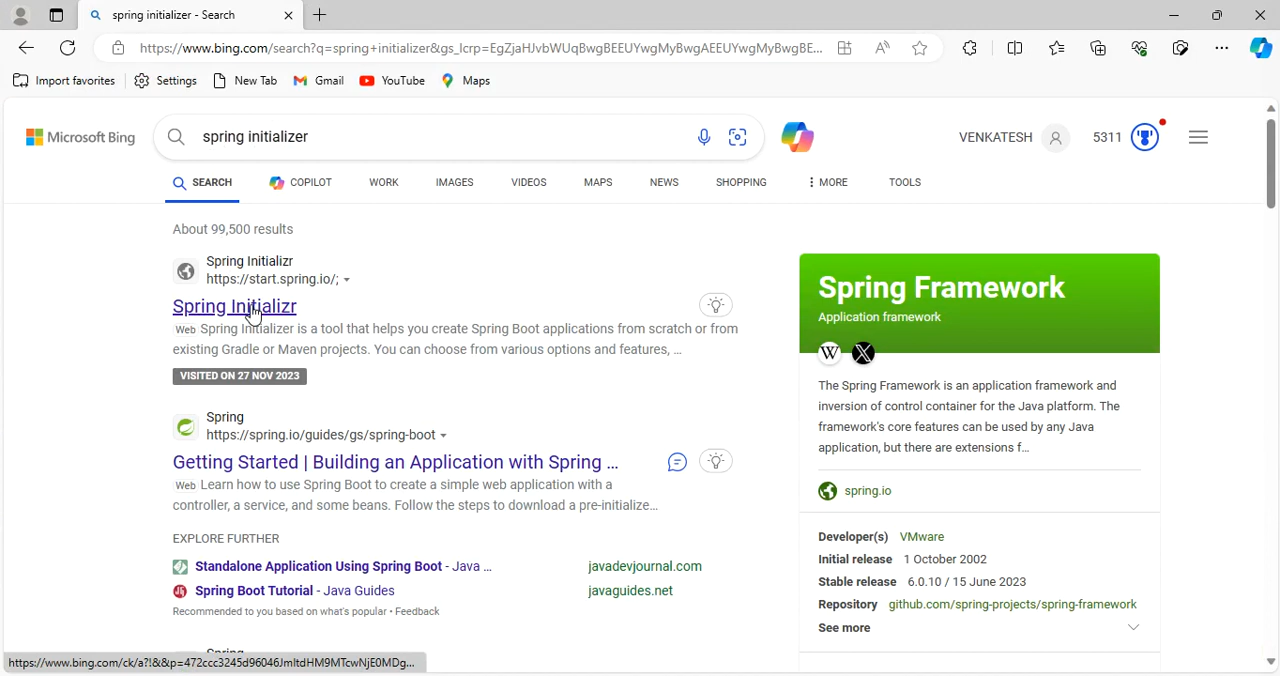 spring initializer - Search
https://www.bing.com/search?q=spring+initializer&gs_lcrp=EgZjaHJvbWUqBwgBEEUYwgMyBwgAEEUYwgMyBwgBE...
Import favorites Settings New Tab Gmail YouTube Maps
Microsoft Bing spring initializer VENKATESH 5311
SEARCH COPILOT WORK IMAGES VIDEOS MAPS NEWS SHOPPING MORE TOOLS
About 99,500 results
Spring Initializr
https://start.spring.io/;
Spring Initializr
Web Spring Initializer is a tool that helps you create Spring Boot applications from scratch or from
existing Gradle or Maven projects. You can choose from various options and features, ...
VISITED ON 27 NOV 2023
Spring
https://spring.io/guides/gs/spring-boot
Getting Started | Building an Application with Spring ...
Web Learn how to use Spring Boot to create a simple web application with a
controller, a service, and some beans. Follow the steps to download a pre-initialize...
EXPLORE FURTHER
Standalone Application Using Spring Boot - Java ... javadevjournal.com
Spring Boot Tutorial - Java Guides javaguides.net
Recommended to you based on what's popular • Feedback
Spring
https://www.bing.com/ck/a?!&&p=472ccc3245d96046JmltdHM9MTcwNjE0MDg...
Spring Framework
Application framework
W X
The Spring Framework is an application framework and
inversion of control container for the Java platform. The
framework's core features can be used by any Java
application, but there are extensions f...
spring.io
Developer(s) VMware
Initial release 1 October 2002
Stable release 6.0.10 / 15 June 2023
Repository github.com/spring-projects/spring-framework
See more